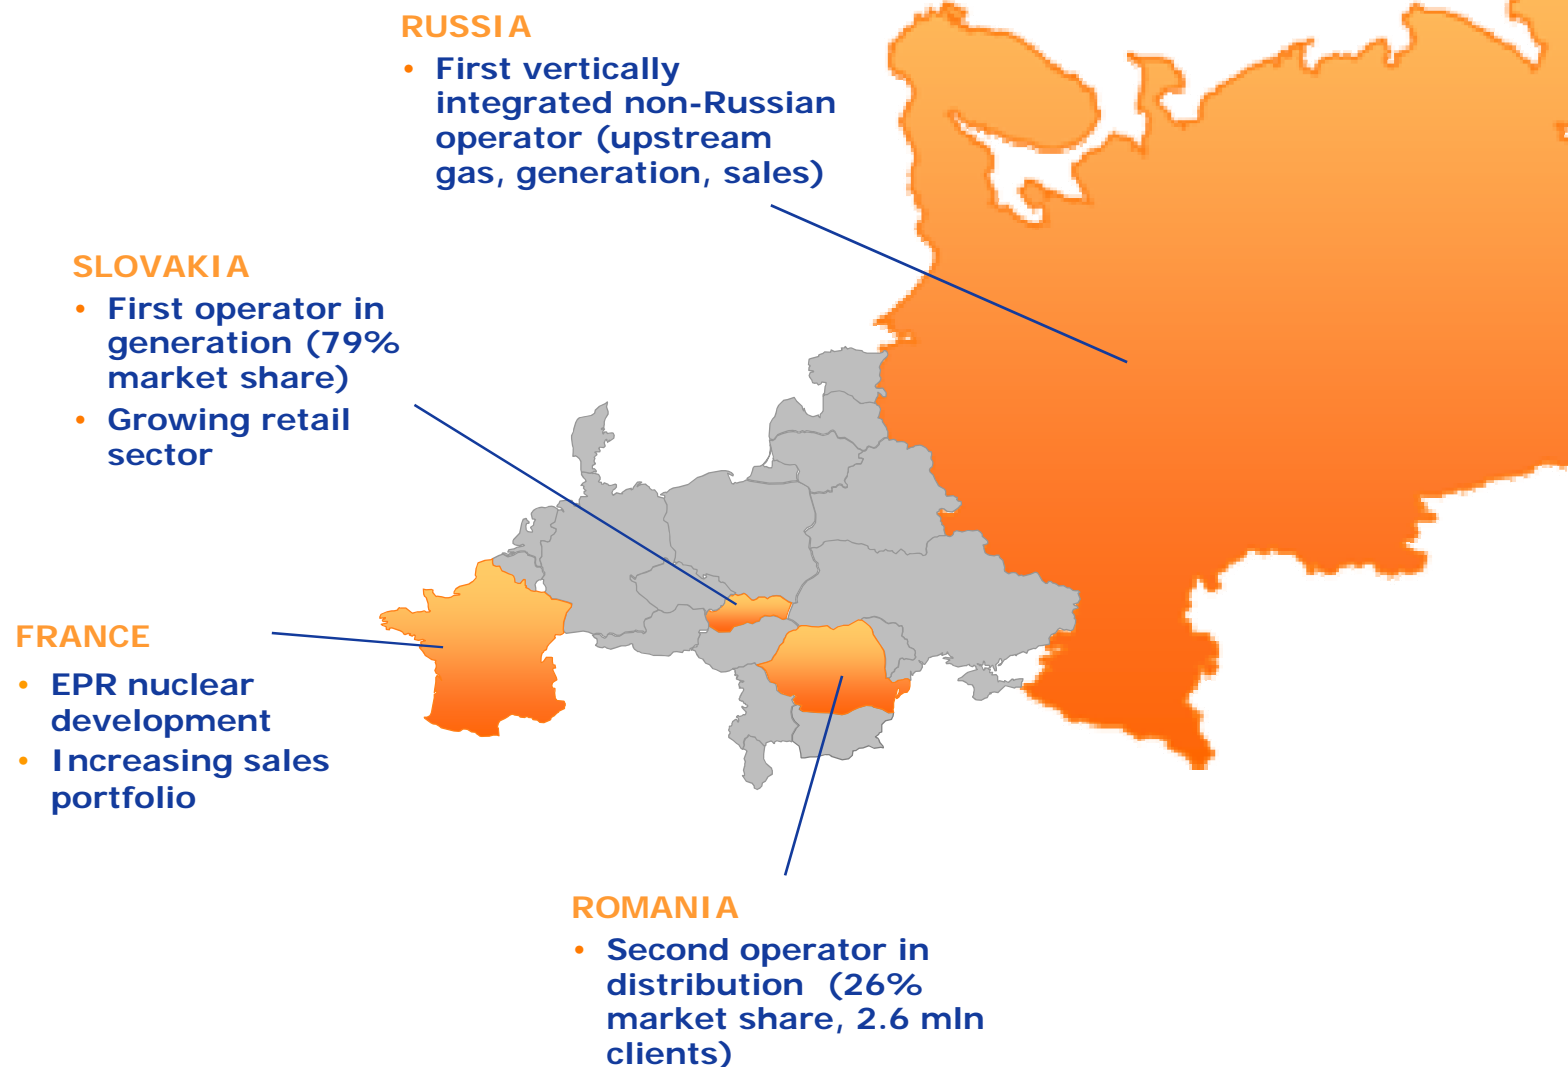 RUSSIA
• First vertically
integrated non-Russian
operator (upstream
gas, generation, sales)
SLOVAKIA
• First operator in
generation (79%
market share)
• Growing retail
sector
FRANCE
• EPR nuclear
development
• Increasing sales
portfolio
ROMANIA
• Second operator in
distribution (26%
market share, 2.6 mln
clients)